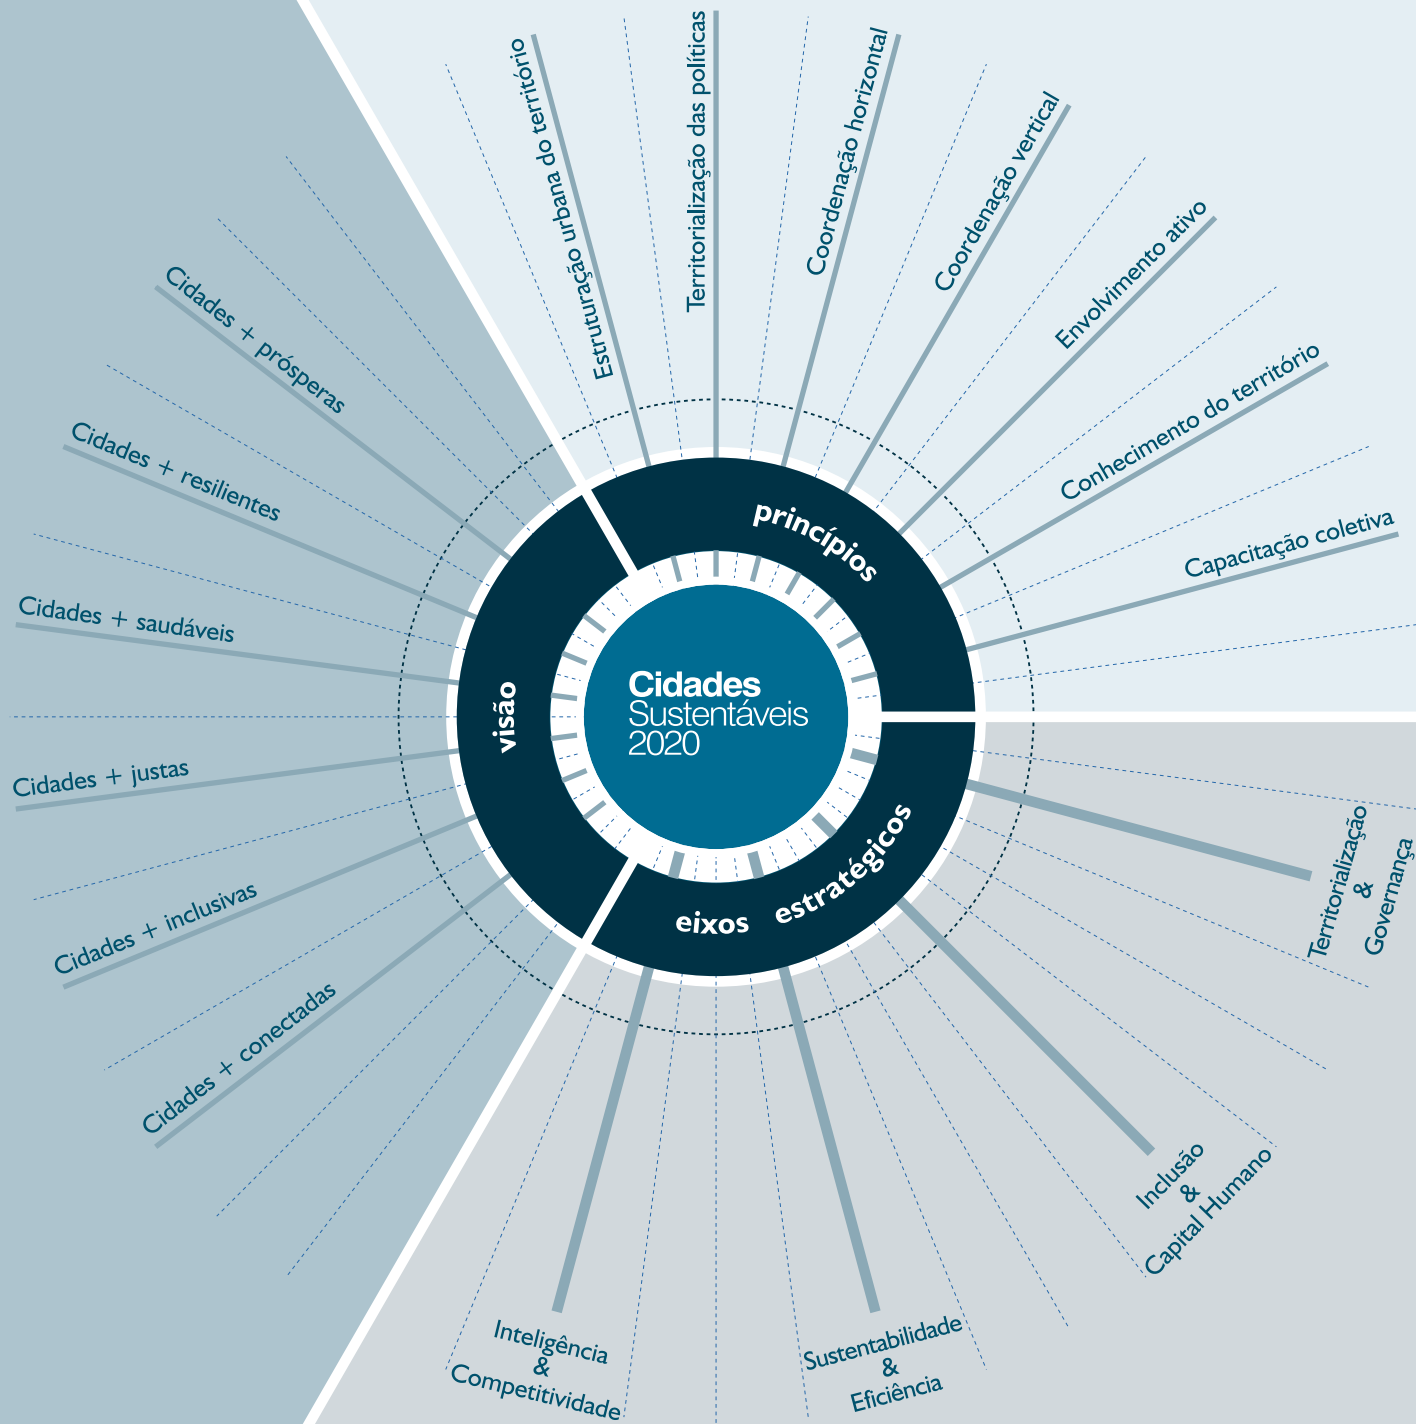 Cidades
Sustentáveis
2020
princípios
Estruturação urbana do território
Territorialização das políticas
Coordenação horizontal
Coordenação vertical
Envolvimento ativo
Conhecimento do território
Capacitação coletiva
eixos estratégicos
Territorialização
&
Governança
Inclusão
&
Capital Humano
Sustentabilidade
&
Eficiência
Inteligência
&
Competitividade
visão
Cidades + prósperas
Cidades + resilientes
Cidades + saudáveis
Cidades + justas
Cidades + inclusivas
Cidades + conectadas